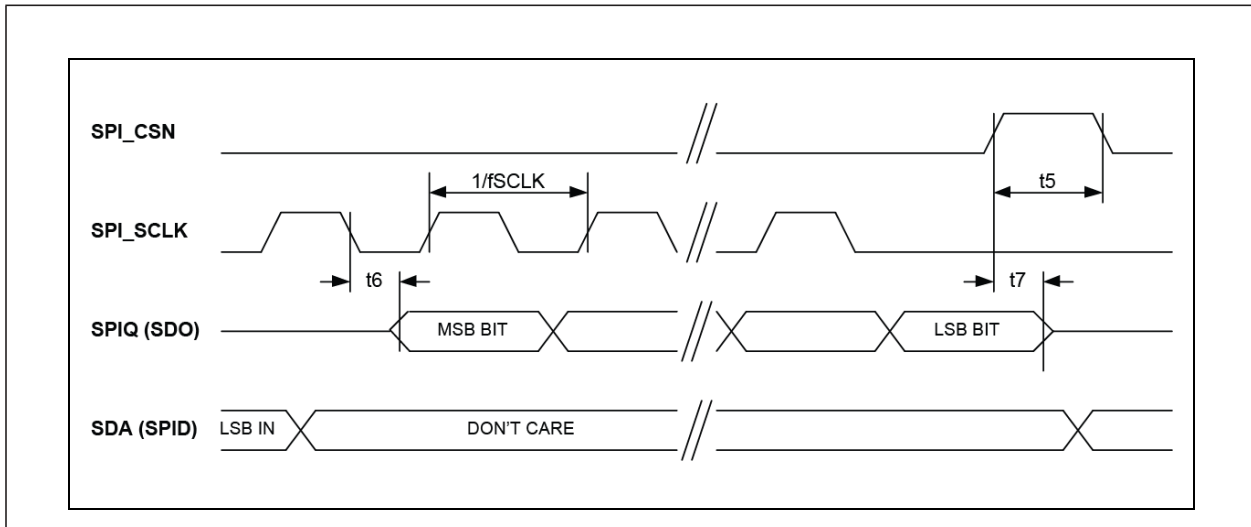 SPI_CSN
1/fSCLK
t5
SPI_SCLK
t6
t7
SPIQ (SDO)
MSB BIT
LSB BIT
SDA (SPID)
LSB IN
DON'T CARE